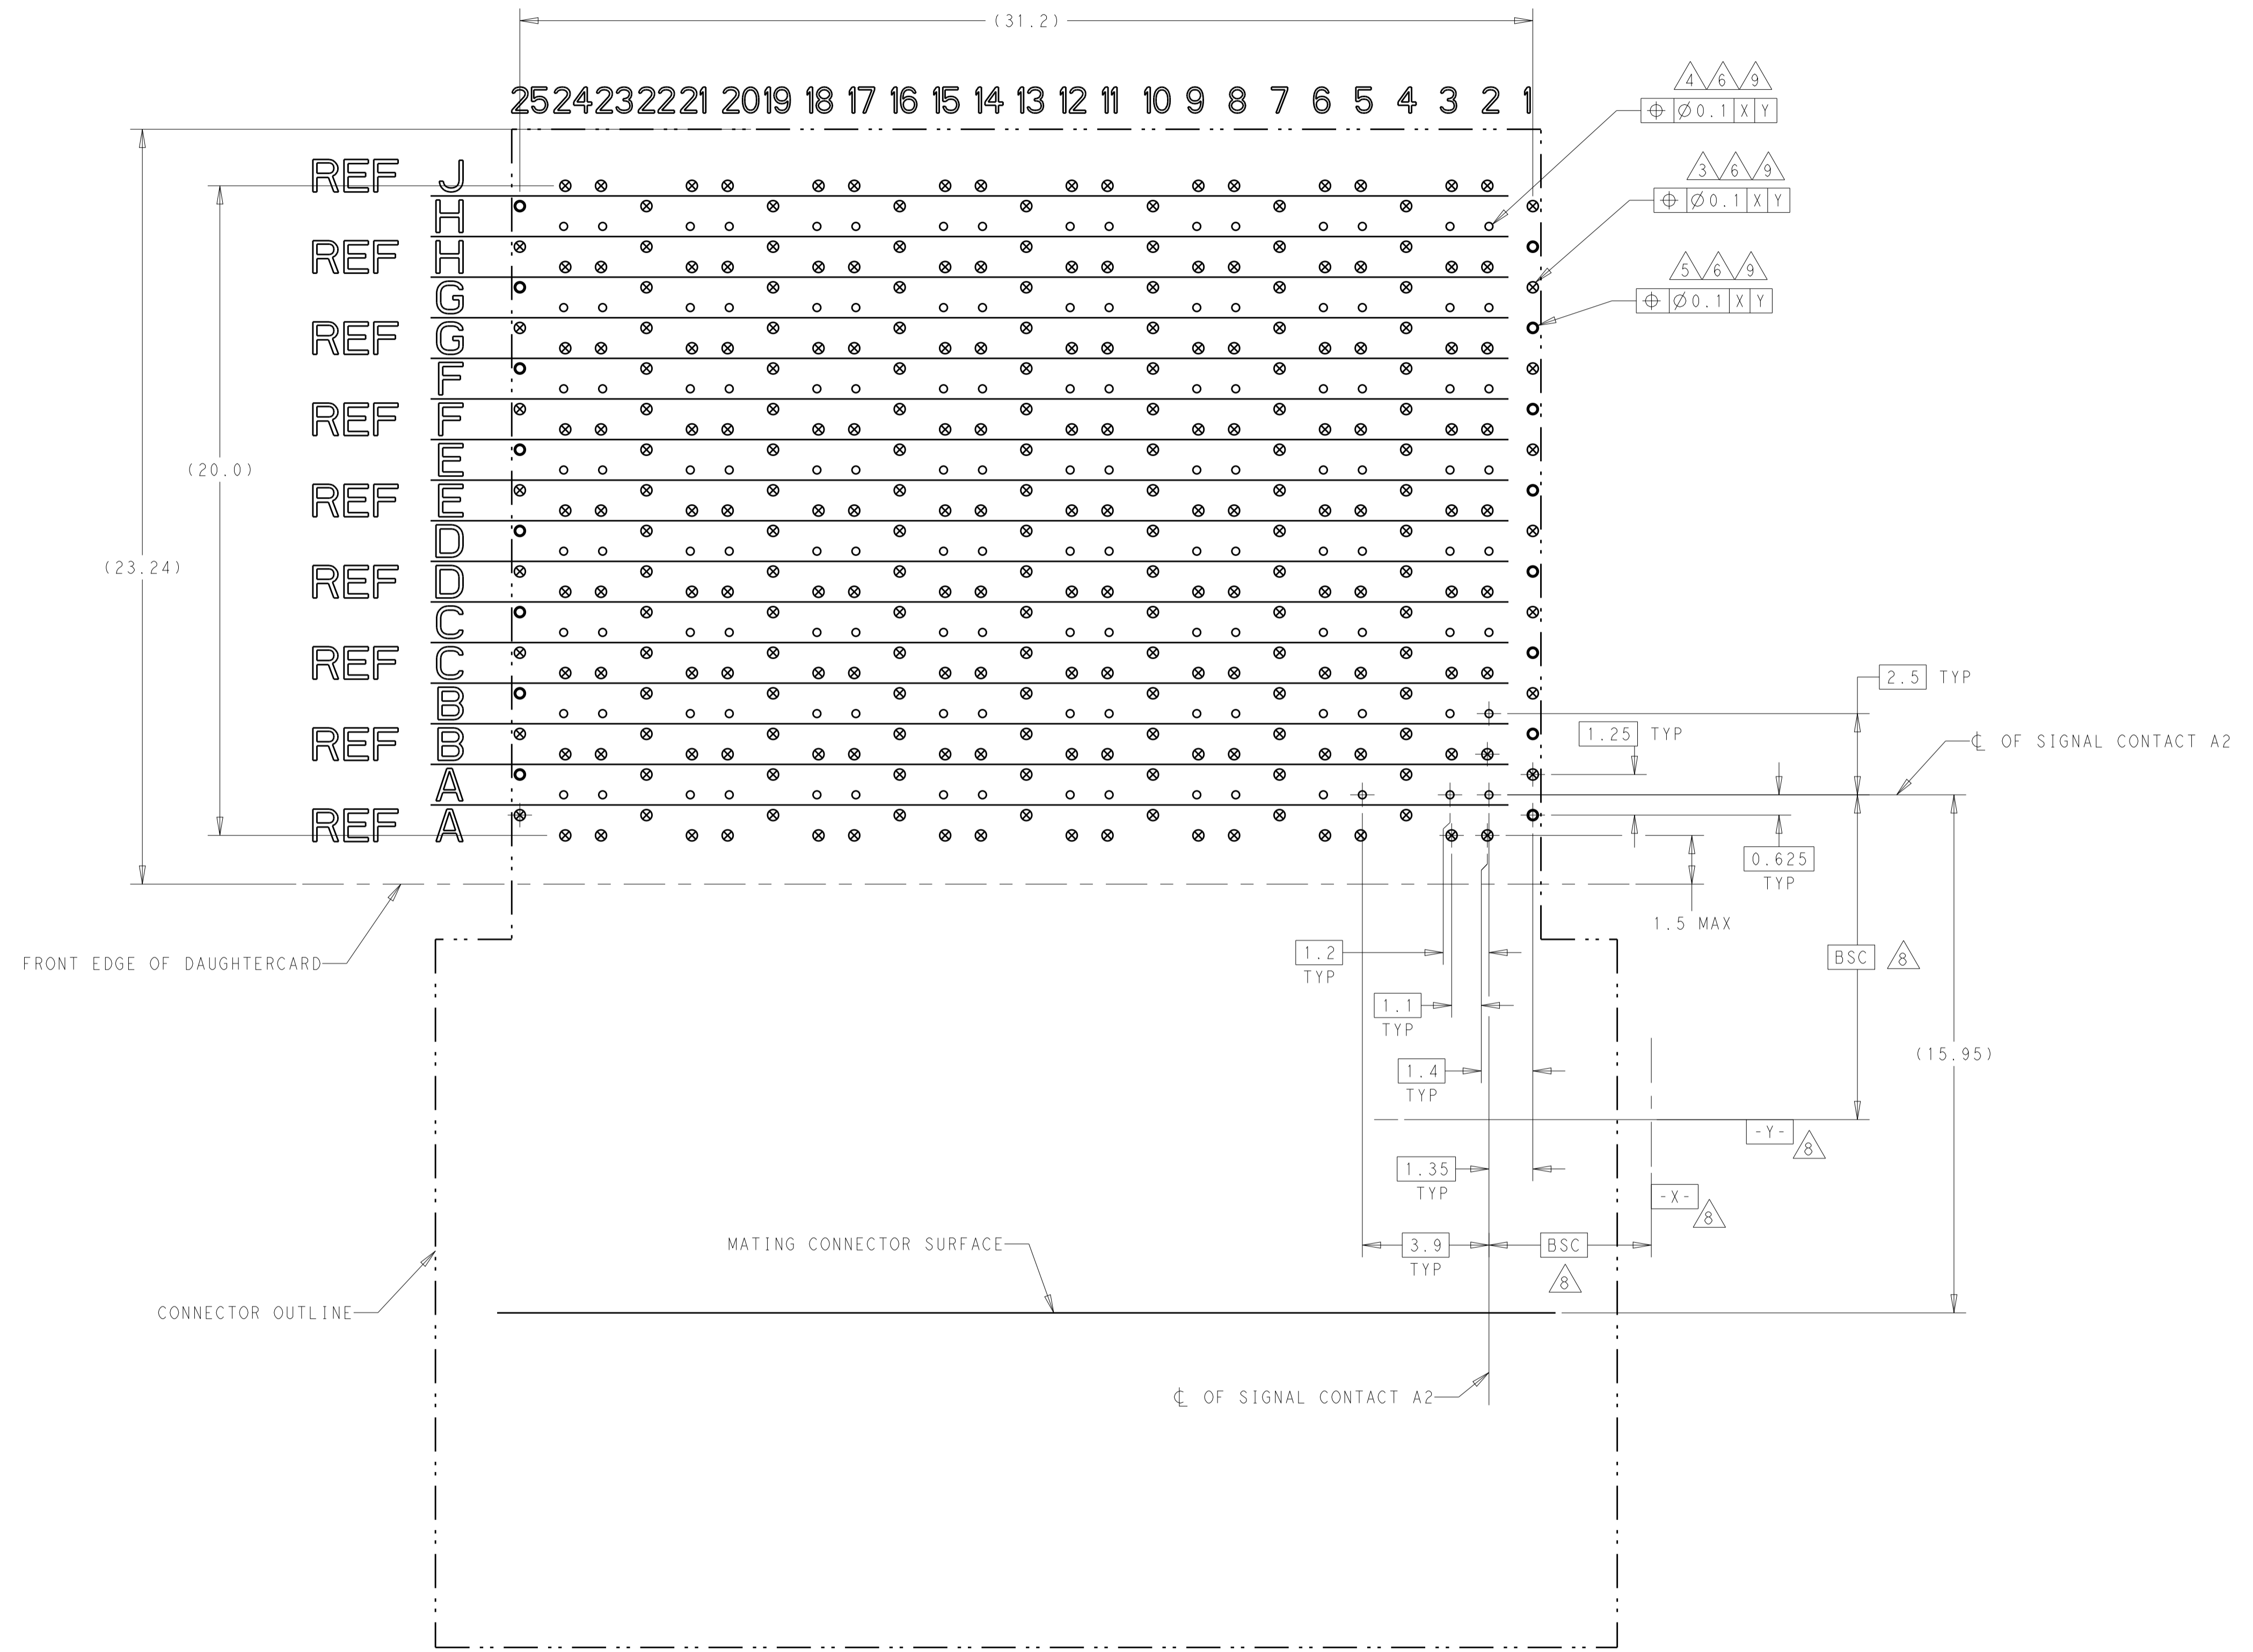 (31.2)
4 6 9
25 24 23 22 21 20 19 18 17 16 15 14 13 12 11 10 9 8 7 6 5 4 3 2 1
⌖ Ø0.1 X Y
3 6 9
REF J
⌖ Ø0.1 X Y
H
REF H
5 6 9
G
⌖ Ø0.1 X Y
REF G
F
REF F
E
(20.0)
REF E
D
(23.24)
REF D
C
REF C
2.5 TYP
B
REF B
1.25 TYP
℄ OF SIGNAL CONTACT A2
A
REF A
0.625
TYP
1.5 MAX
FRONT EDGE OF DAUGHTERCARD
1.2
TYP
BSC 8
1.1
TYP
(15.95)
1.4
TYP
-Y-
8
1.35
TYP
-X-
8
MATING CONNECTOR SURFACE
3.9
TYP
BSC
8
CONNECTOR OUTLINE
℄ OF SIGNAL CONTACT A2